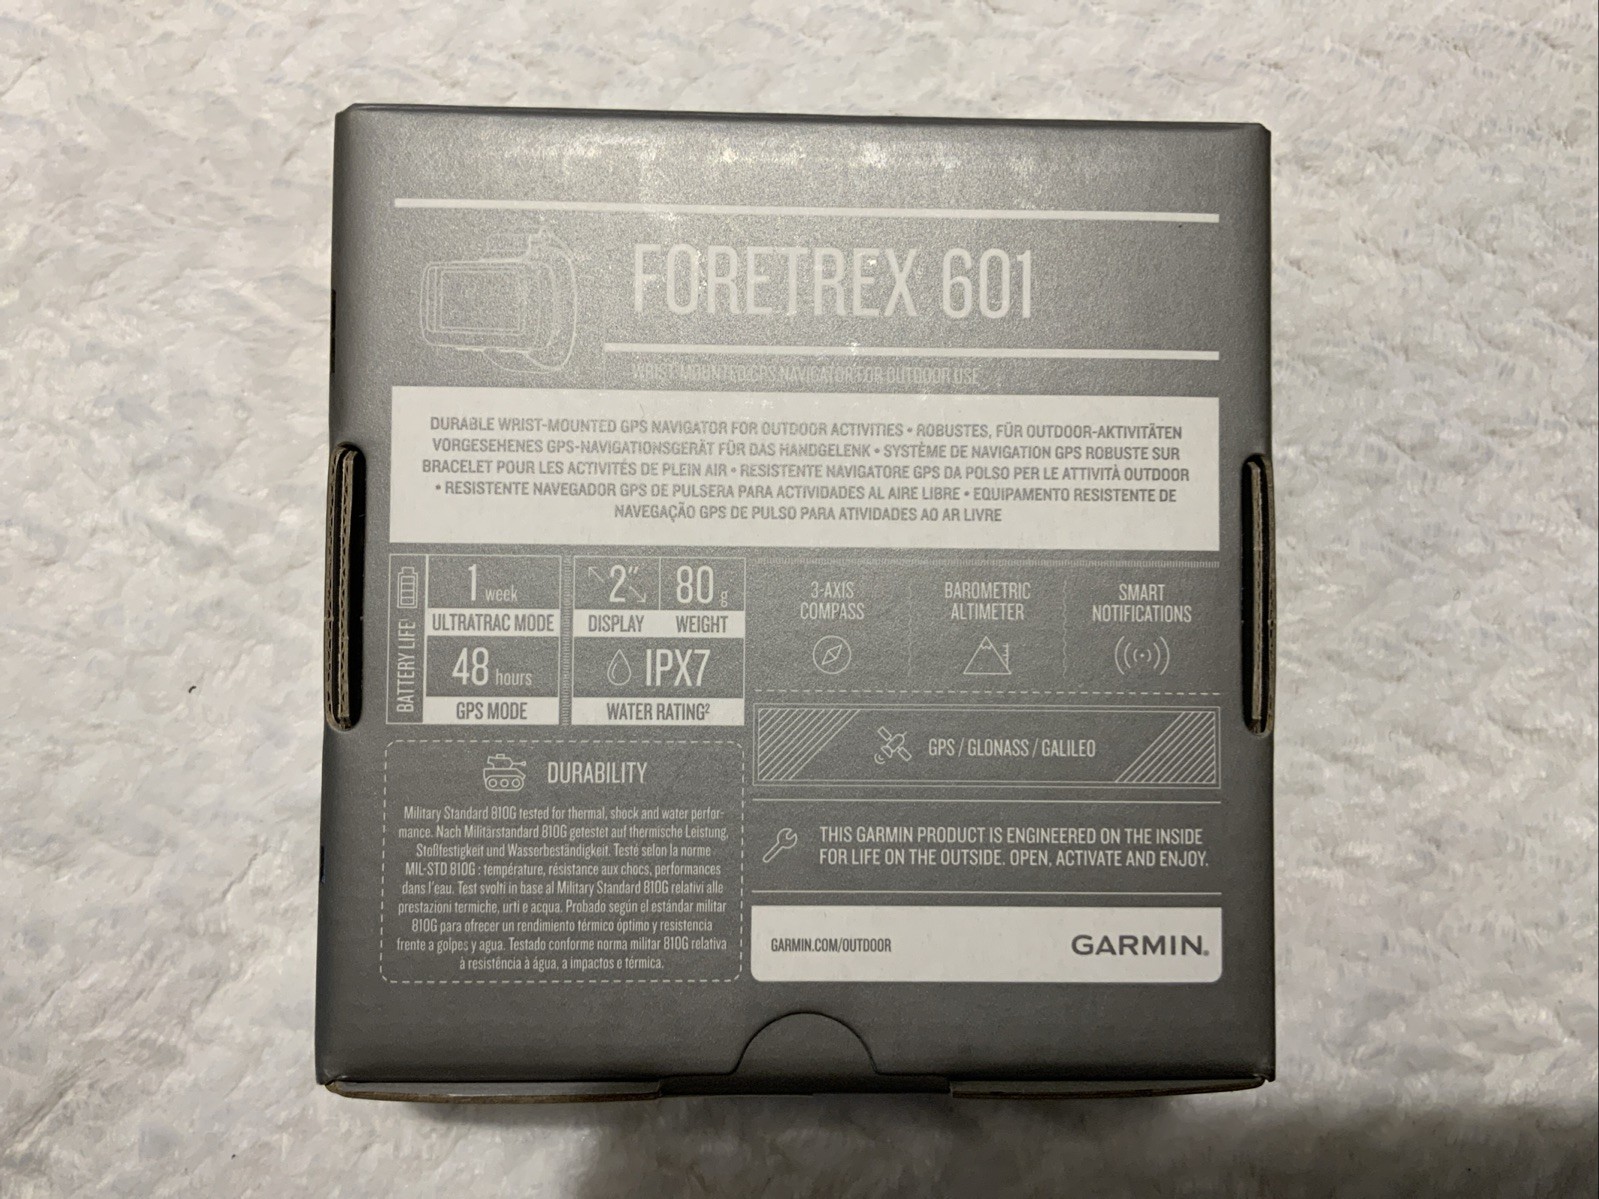 FORETREX 601
WRIST-MOUNTED GPS NAVIGATOR FOR OUTDOOR USE
DURABLE WRIST-MOUNTED GPS NAVIGATOR FOR OUTDOOR ACTIVITIES • ROBUSTES, FÜR OUTDOOR-AKTIVITÄTEN
VORGESEHENES GPS-NAVIGATIONSGERÄT FÜR DAS HANDGELENK • SYSTÈME DE NAVIGATION GPS ROBUSTE SUR
BRACELET POUR LES ACTIVITÉS DE PLEIN AIR • RESISTENTE NAVIGATORE GPS DA POLSO PER LE ATTIVITÀ OUTDOOR
• RESISTENTE NAVEGADOR GPS DE PULSERA PARA ACTIVIDADES AL AIRE LIBRE • EQUIPAMENTO RESISTENTE DE
NAVEGAÇÃO GPS DE PULSO PARA ATIVIDADES AO AR LIVRE
BATTERY LIFE
1 week
ULTRATRAC MODE
48 hours
GPS MODE
2"
DISPLAY
80 g
WEIGHT
IPX7
WATER RATING²
3-AXIS
COMPASS
BAROMETRIC
ALTIMETER
SMART
NOTIFICATIONS
GPS / GLONASS / GALILEO
DURABILITY
Military Standard 810G tested for thermal, shock and water perfor-
mance. Nach Militärstandard 810G getestet auf thermische Leistung,
Stoßfestigkeit und Wasserbeständigkeit. Testé selon la norme
MIL-STD 810G : température, résistance aux chocs, performances
dans l'eau. Test svolti in base al Military Standard 810G relativi alle
prestazioni termiche, urti e acqua. Probado según el estándar militar
810G para ofrecer un rendimiento térmico óptimo y resistencia
frente a golpes y agua. Testado conforme norma militar 810G relativa
à resistência à água, a impactos e térmica.
THIS GARMIN PRODUCT IS ENGINEERED ON THE INSIDE
FOR LIFE ON THE OUTSIDE. OPEN, ACTIVATE AND ENJOY.
GARMIN.COM/OUTDOOR
GARMIN®